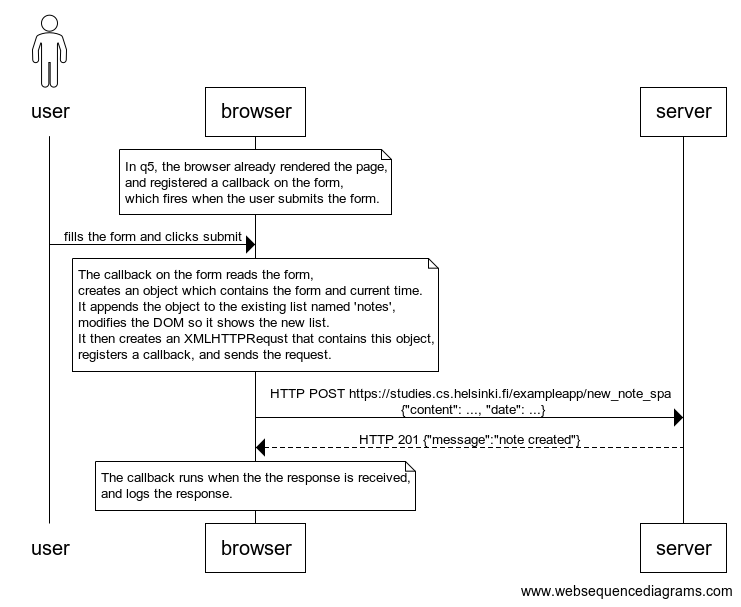 user
browser
server
In q5, the browser already rendered the page,
and registered a callback on the form,
which fires when the user submits the form.
fills the form and clicks submit
The callback on the form reads the form,
creates an object which contains the form and current time.
It appends the object to the existing list named 'notes',
modifies the DOM so it shows the new list.
It then creates an XMLHTTPRequst that contains this object,
registers a callback, and sends the request.
HTTP POST https://studies.cs.helsinki.fi/exampleapp/new_note_spa
{"content": ..., "date": ...}
HTTP 201 {"message":"note created"}
The callback runs when the the response is received,
and logs the response.
user
browser
server
www.websequencediagrams.com